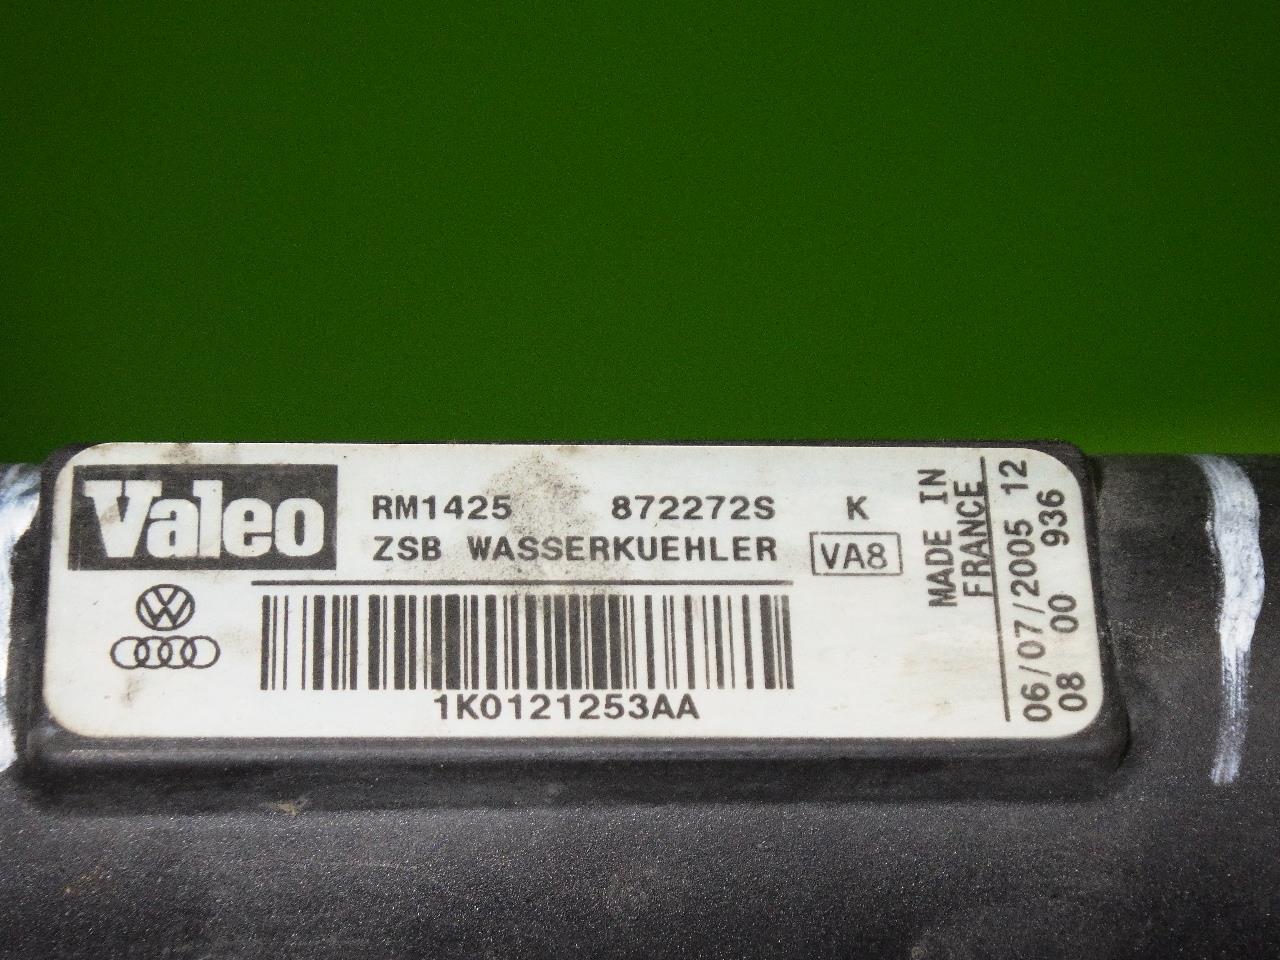 Valeo
RM1425 872272S K
ZSB WASSERKUEHLER VA8
1K0121253AA
MADE IN
FRANCE
06/07/2005 12
08 00 936